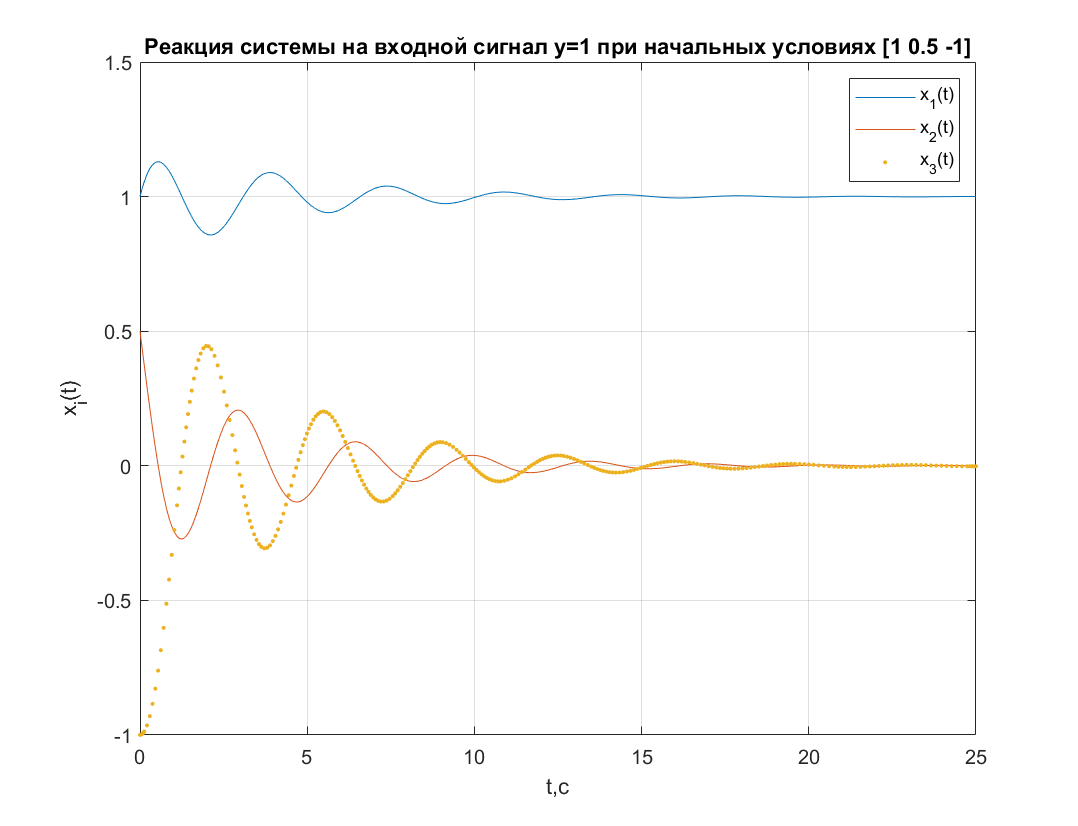 Реакция системы на входной сигнал y=1 при начальных условиях [1 0.5 -1]
1.5
1
0.5
0
-0.5
-1
x_i(t)
x_1(t)
x_2(t)
x_3(t)
0 5 10 15 20 25
t,c